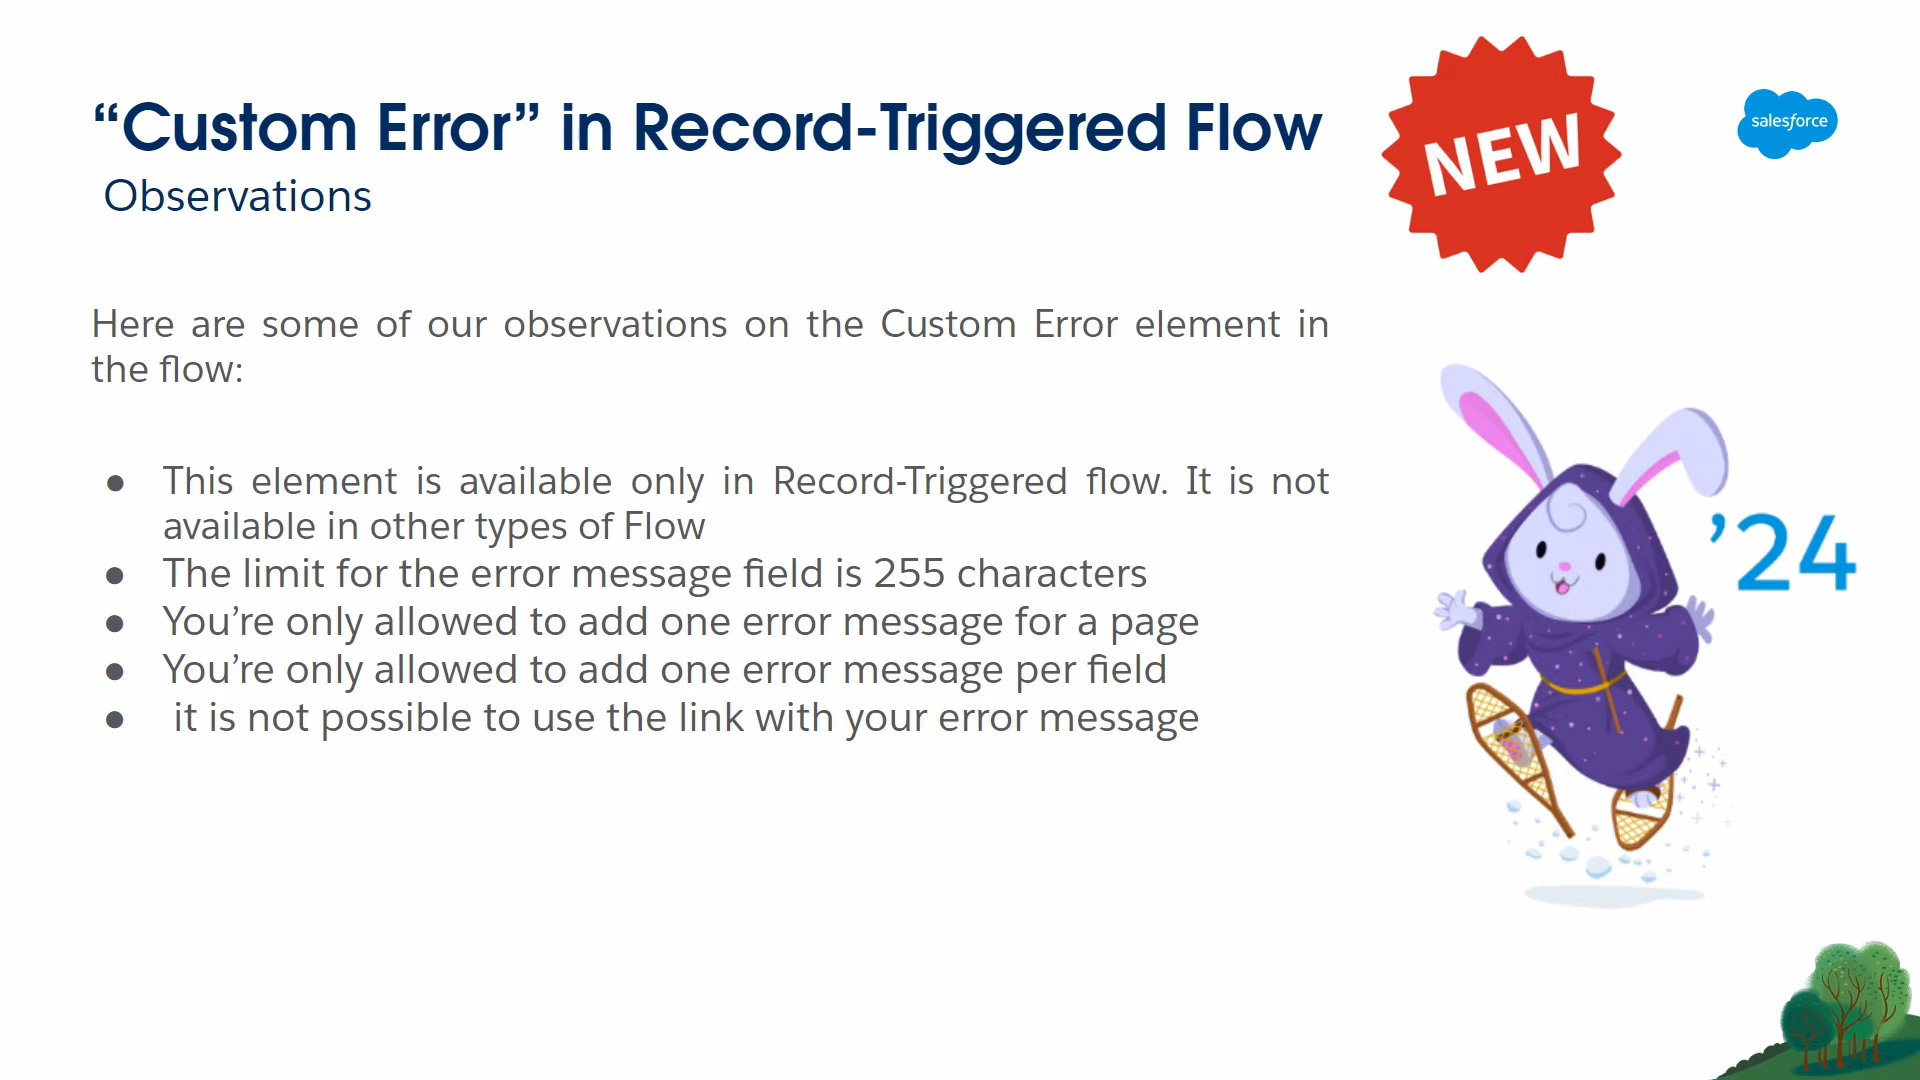 “Custom Error” in Record-Triggered Flow
Observations
NEW
salesforce
Here are some of our observations on the Custom Error element in
the flow:
● This element is available only in Record-Triggered flow. It is not
available in other types of Flow
● The limit for the error message field is 255 characters
● You’re only allowed to add one error message for a page
● You’re only allowed to add one error message per field
● it is not possible to use the link with your error message
’24